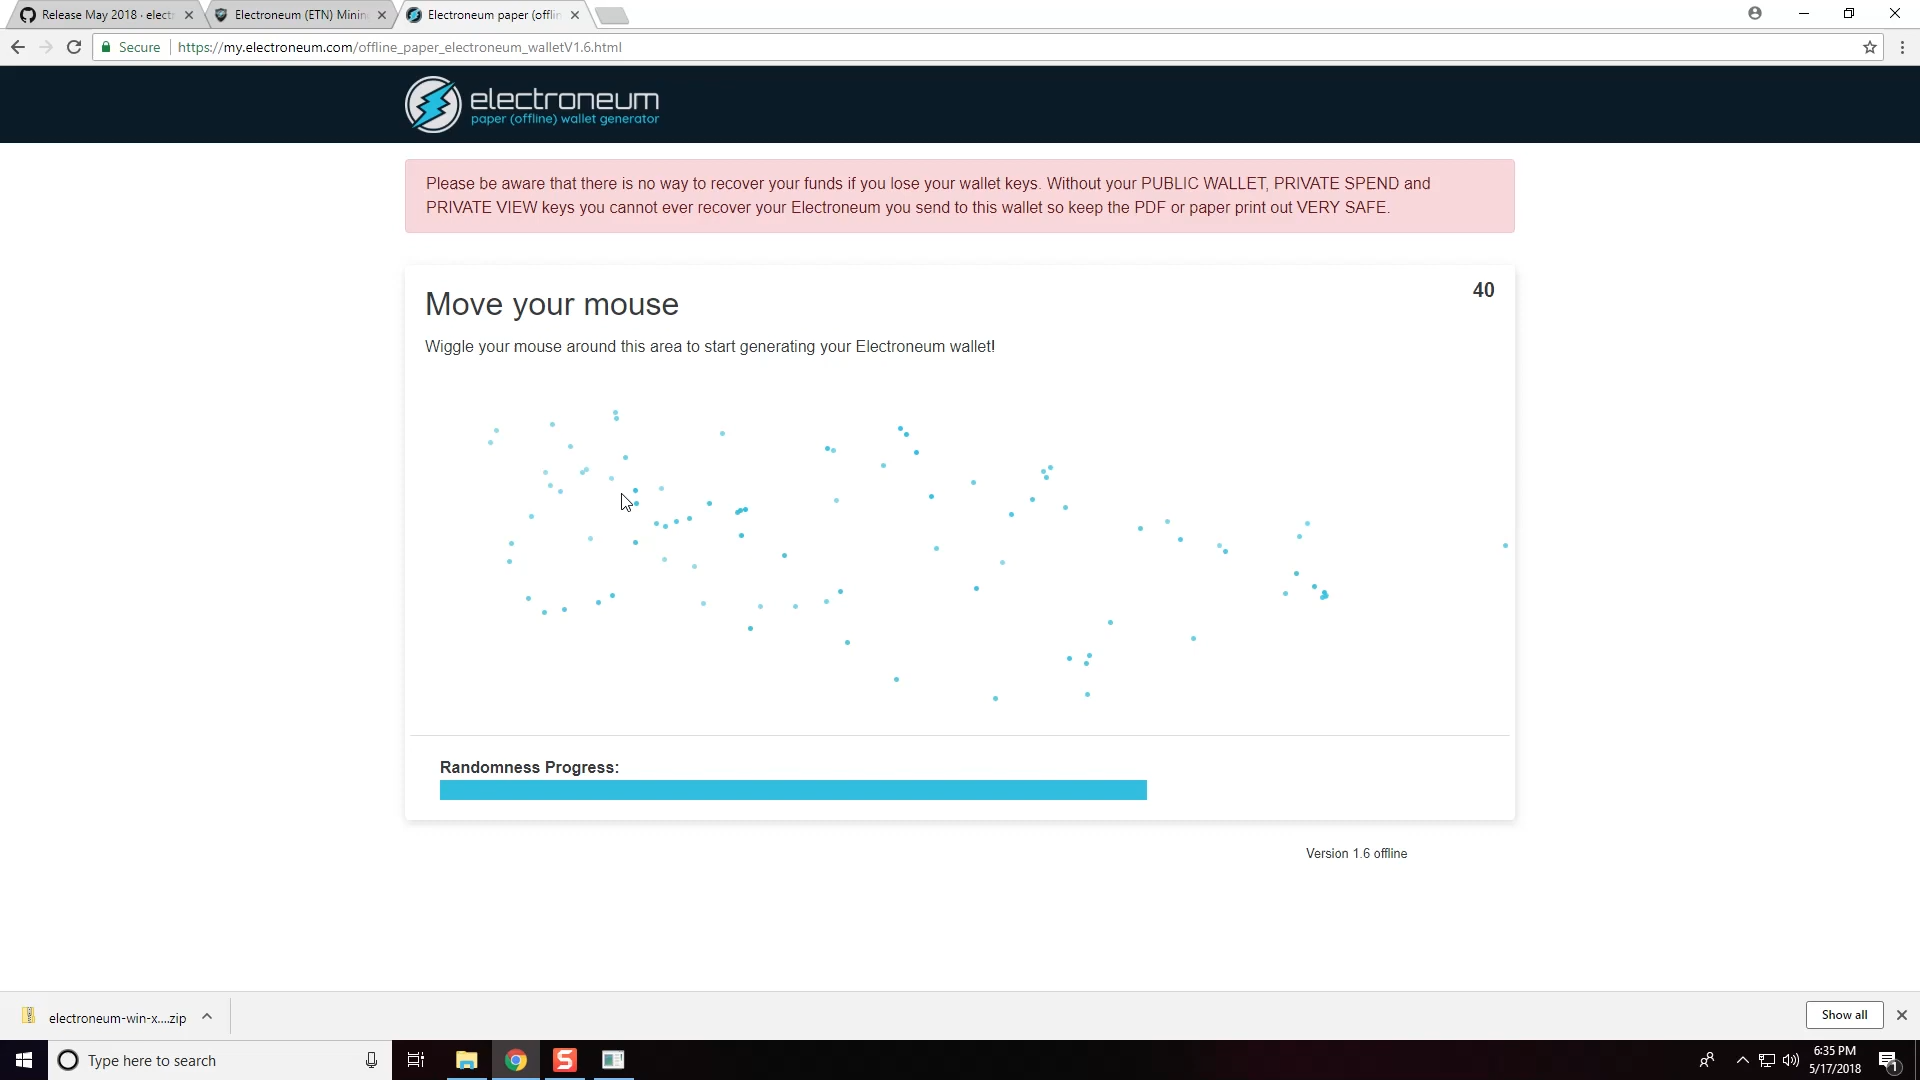 Release May 2018 · elect
Electroneum (ETN) Minin
Electroneum paper (offlin
Secure
https://my.electroneum.com/offline_paper_electroneum_walletV1.6.html
electroneum
paper (offline) wallet generator
Please be aware that there is no way to recover your funds if you lose your wallet keys. Without your PUBLIC WALLET, PRIVATE SPEND and
PRIVATE VIEW keys you cannot ever recover your Electroneum you send to this wallet so keep the PDF or paper print out VERY SAFE.
40
Move your mouse
Wiggle your mouse around this area to start generating your Electroneum wallet!
Randomness Progress:
Version 1.6 offline
electroneum-win-x....zip
Show all
Type here to search
S
6:35 PM
5/17/2018
1